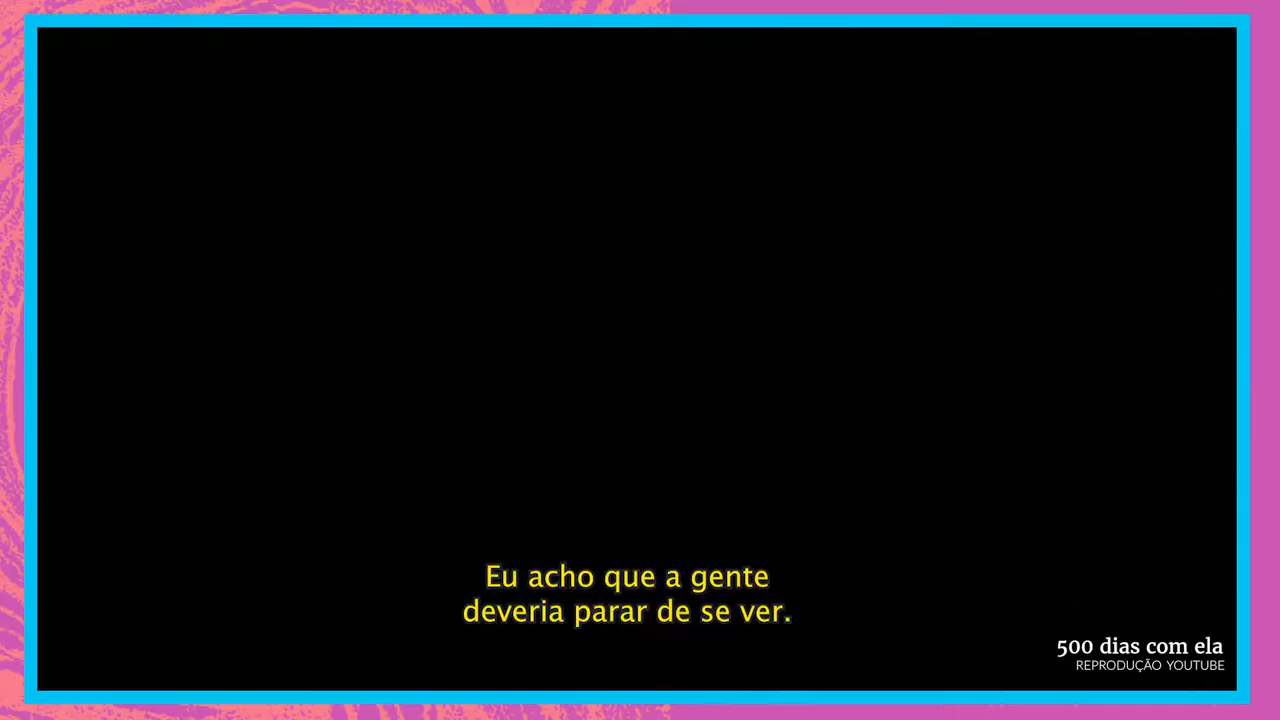 Eu acho que a gente
deveria parar de se ver.
500 dias com ela
REPRODUÇÃO YOUTUBE